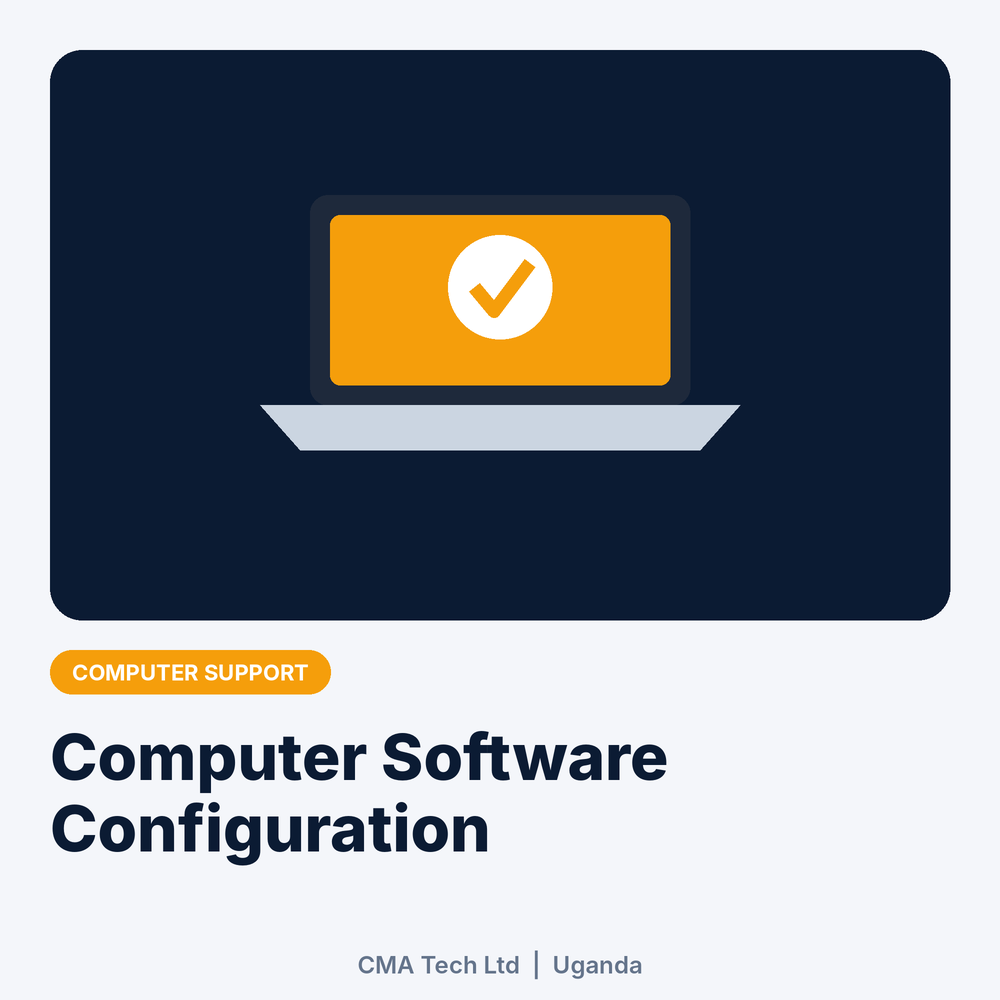 COMPUTER SUPPORT
Computer Software
Configuration
CMA Tech Ltd | Uganda